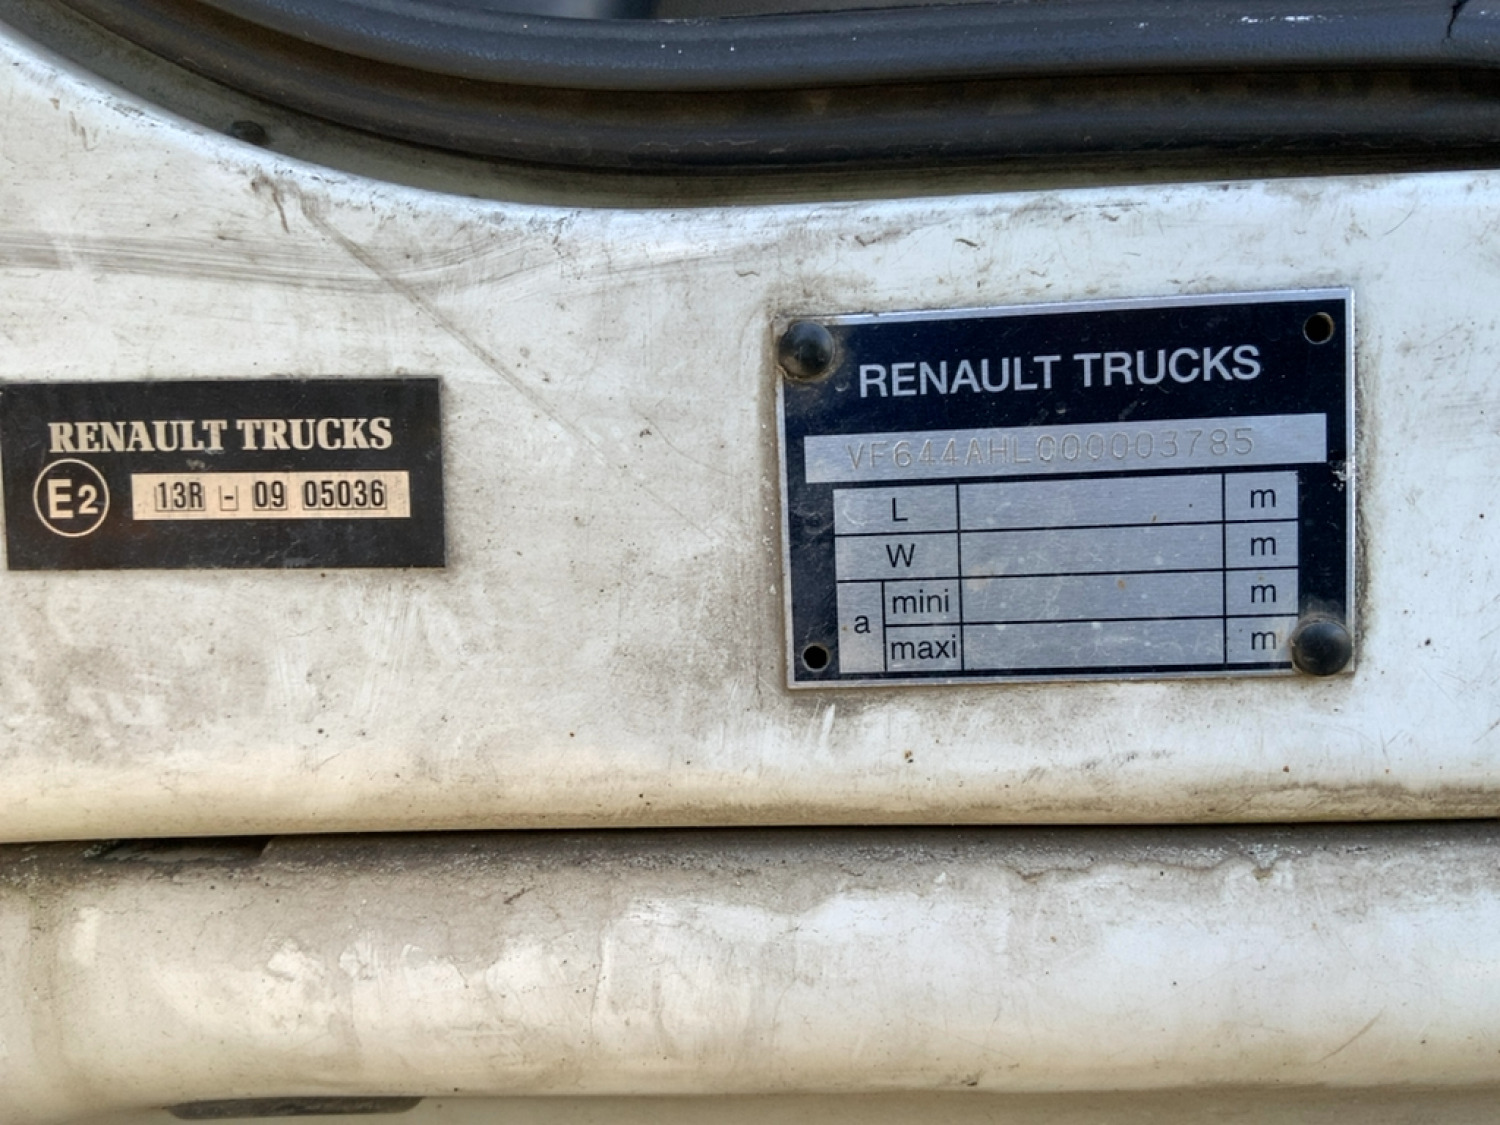 RENAULT TRUCKS
E2 13R - 09 05036
RENAULT TRUCKS
VF644AHL000003785
L m
W m
a mini m
maxi m